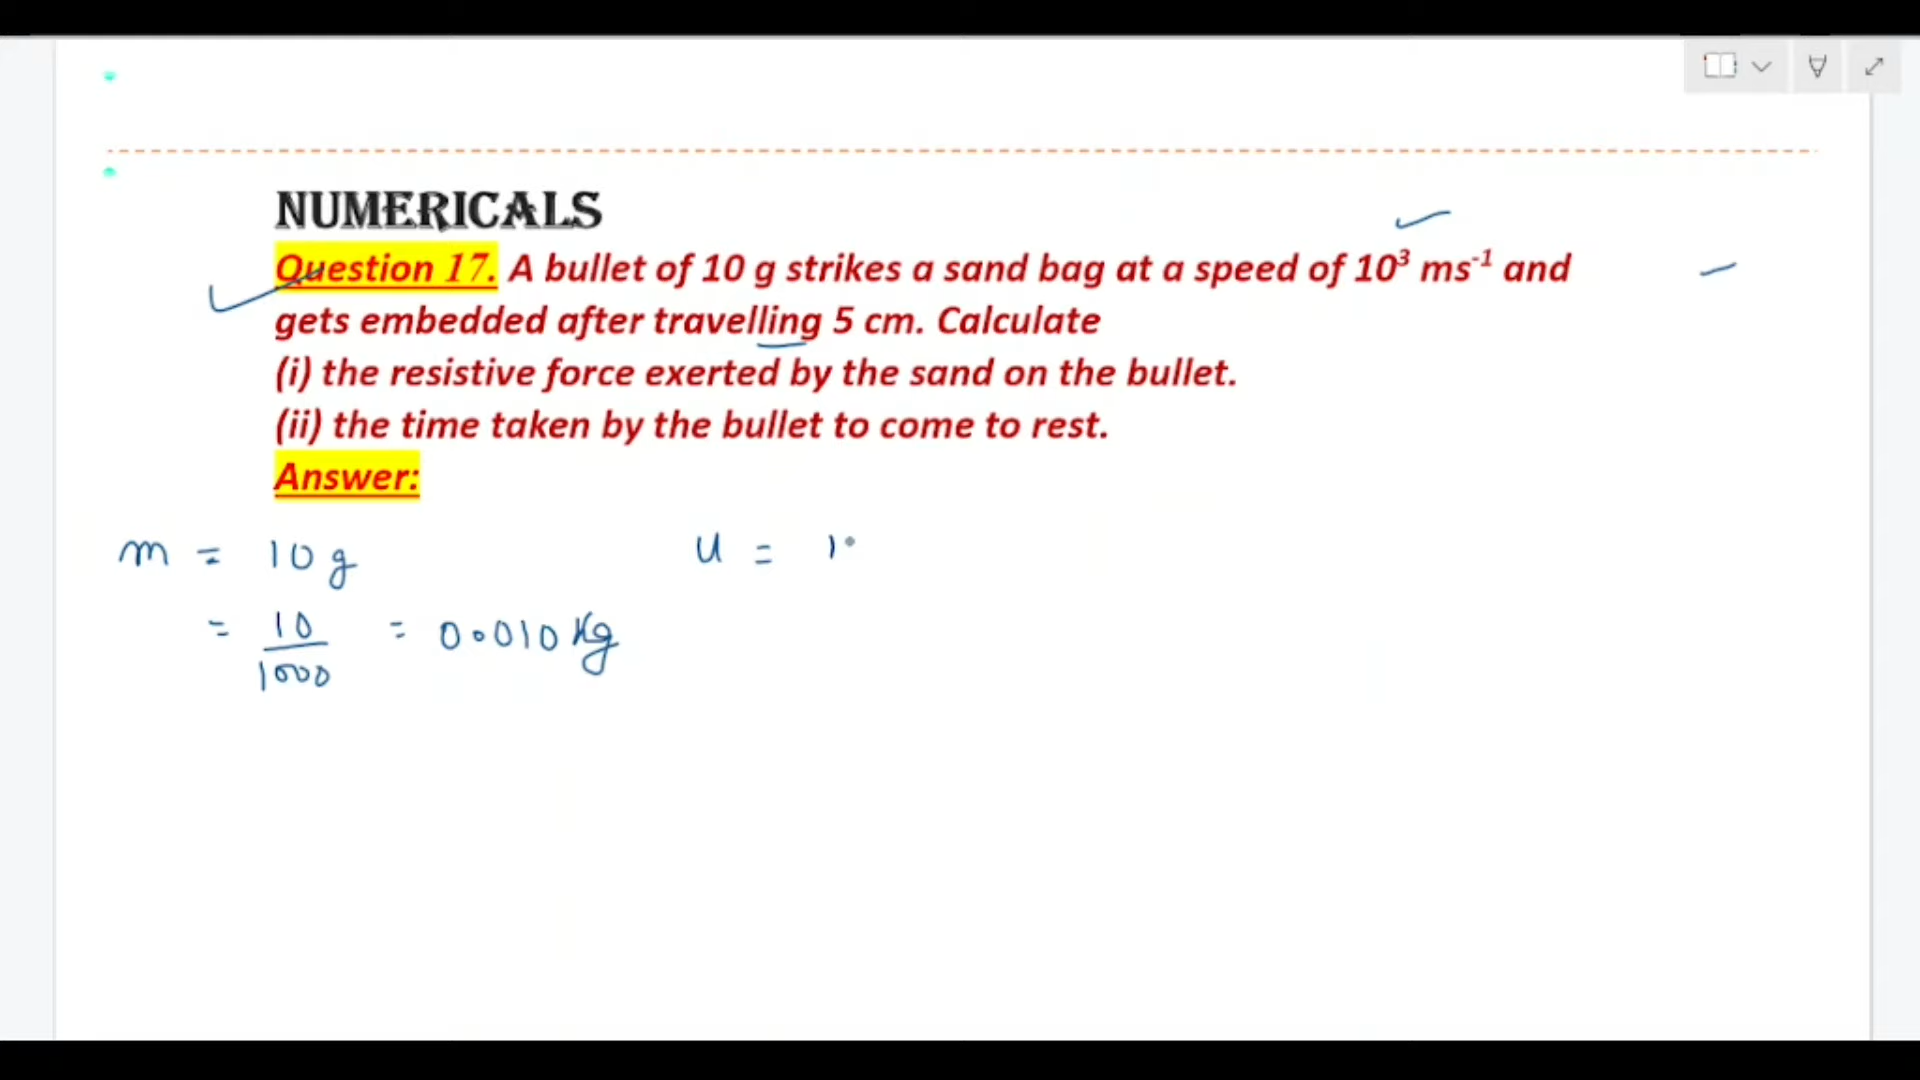 NUMERICALS
Question 17. A bullet of 10 g strikes a sand bag at a speed of 10³ ms⁻¹ and
gets embedded after travelling 5 cm. Calculate
(i) the resistive force exerted by the sand on the bullet.
(ii) the time taken by the bullet to come to rest.
Answer:
m = 10 g
u = 1
= 10/1000 = 0.010 Kg